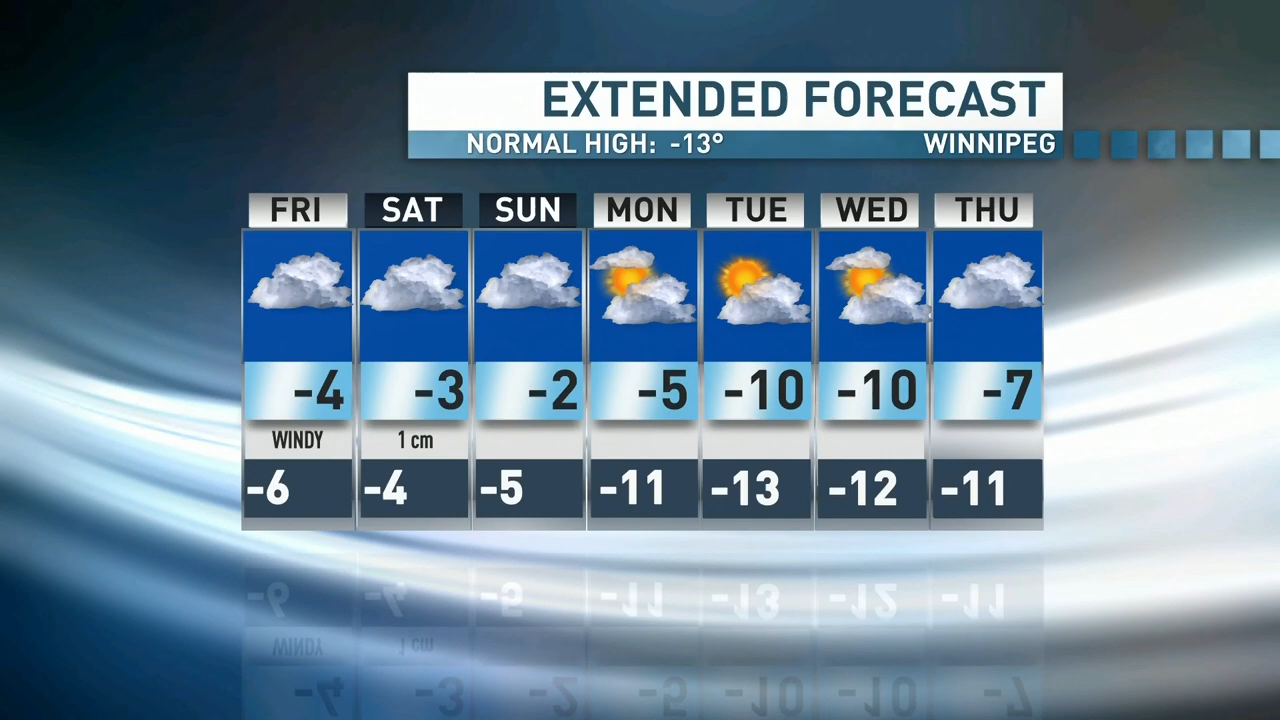 EXTENDED FORECAST
NORMAL HIGH: -13° WINNIPEG
FRI SAT SUN MON TUE WED THU
-4 -3 -2 -5 -10 -10 -7
WINDY 1 cm
-6 -4 -5 -11 -13 -12 -11